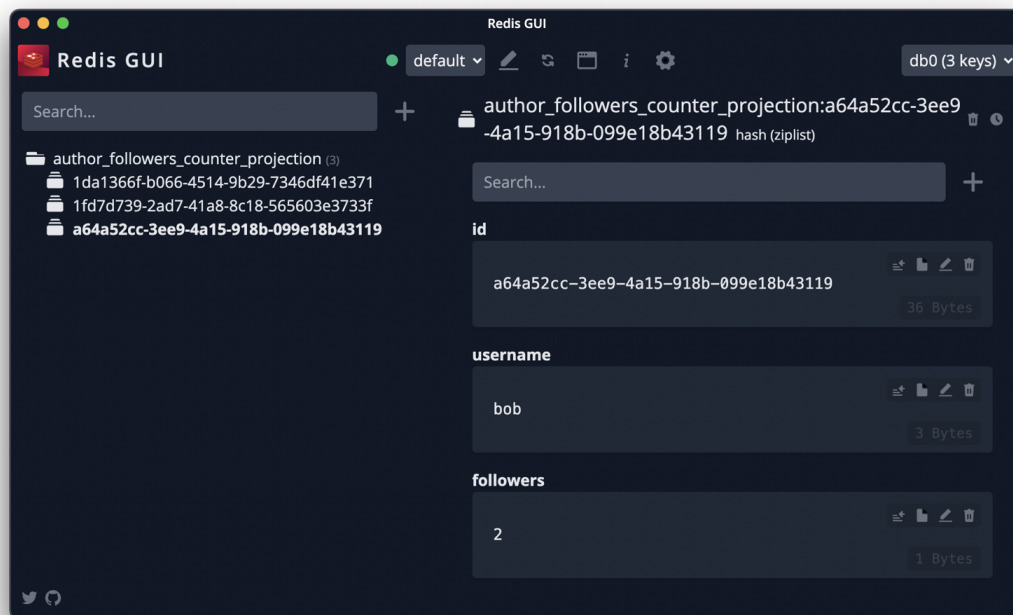 Redis GUI
Redis GUI
default
db0 (3 keys)
Search...
author_followers_counter_projection (3)
1da1366f-b066-4514-9b29-7346df41e371
1fd7d739-2ad7-41a8-8c18-565603e3733f
a64a52cc-3ee9-4a15-918b-099e18b43119
author_followers_counter_projection:a64a52cc-3ee9
-4a15-918b-099e18b43119 hash (ziplist)
Search...
id
a64a52cc-3ee9-4a15-918b-099e18b43119
36 Bytes
username
bob
3 Bytes
followers
2
1 Bytes